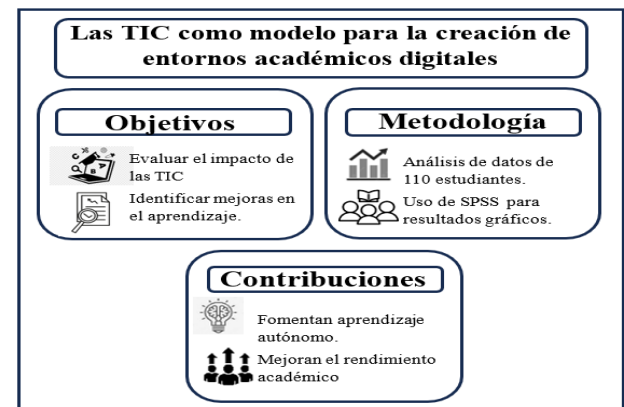 Las TIC como modelo para la creación de
entornos académicos digitales
Objetivos
Evaluar el impacto de
las TIC
Identificar mejoras en
el aprendizaje.
Metodología
Análisis de datos de
110 estudiantes.
Uso de SPSS para
resultados gráficos.
Contribuciones
Fomentan aprendizaje
autónomo.
Mejoran el rendimiento
académico